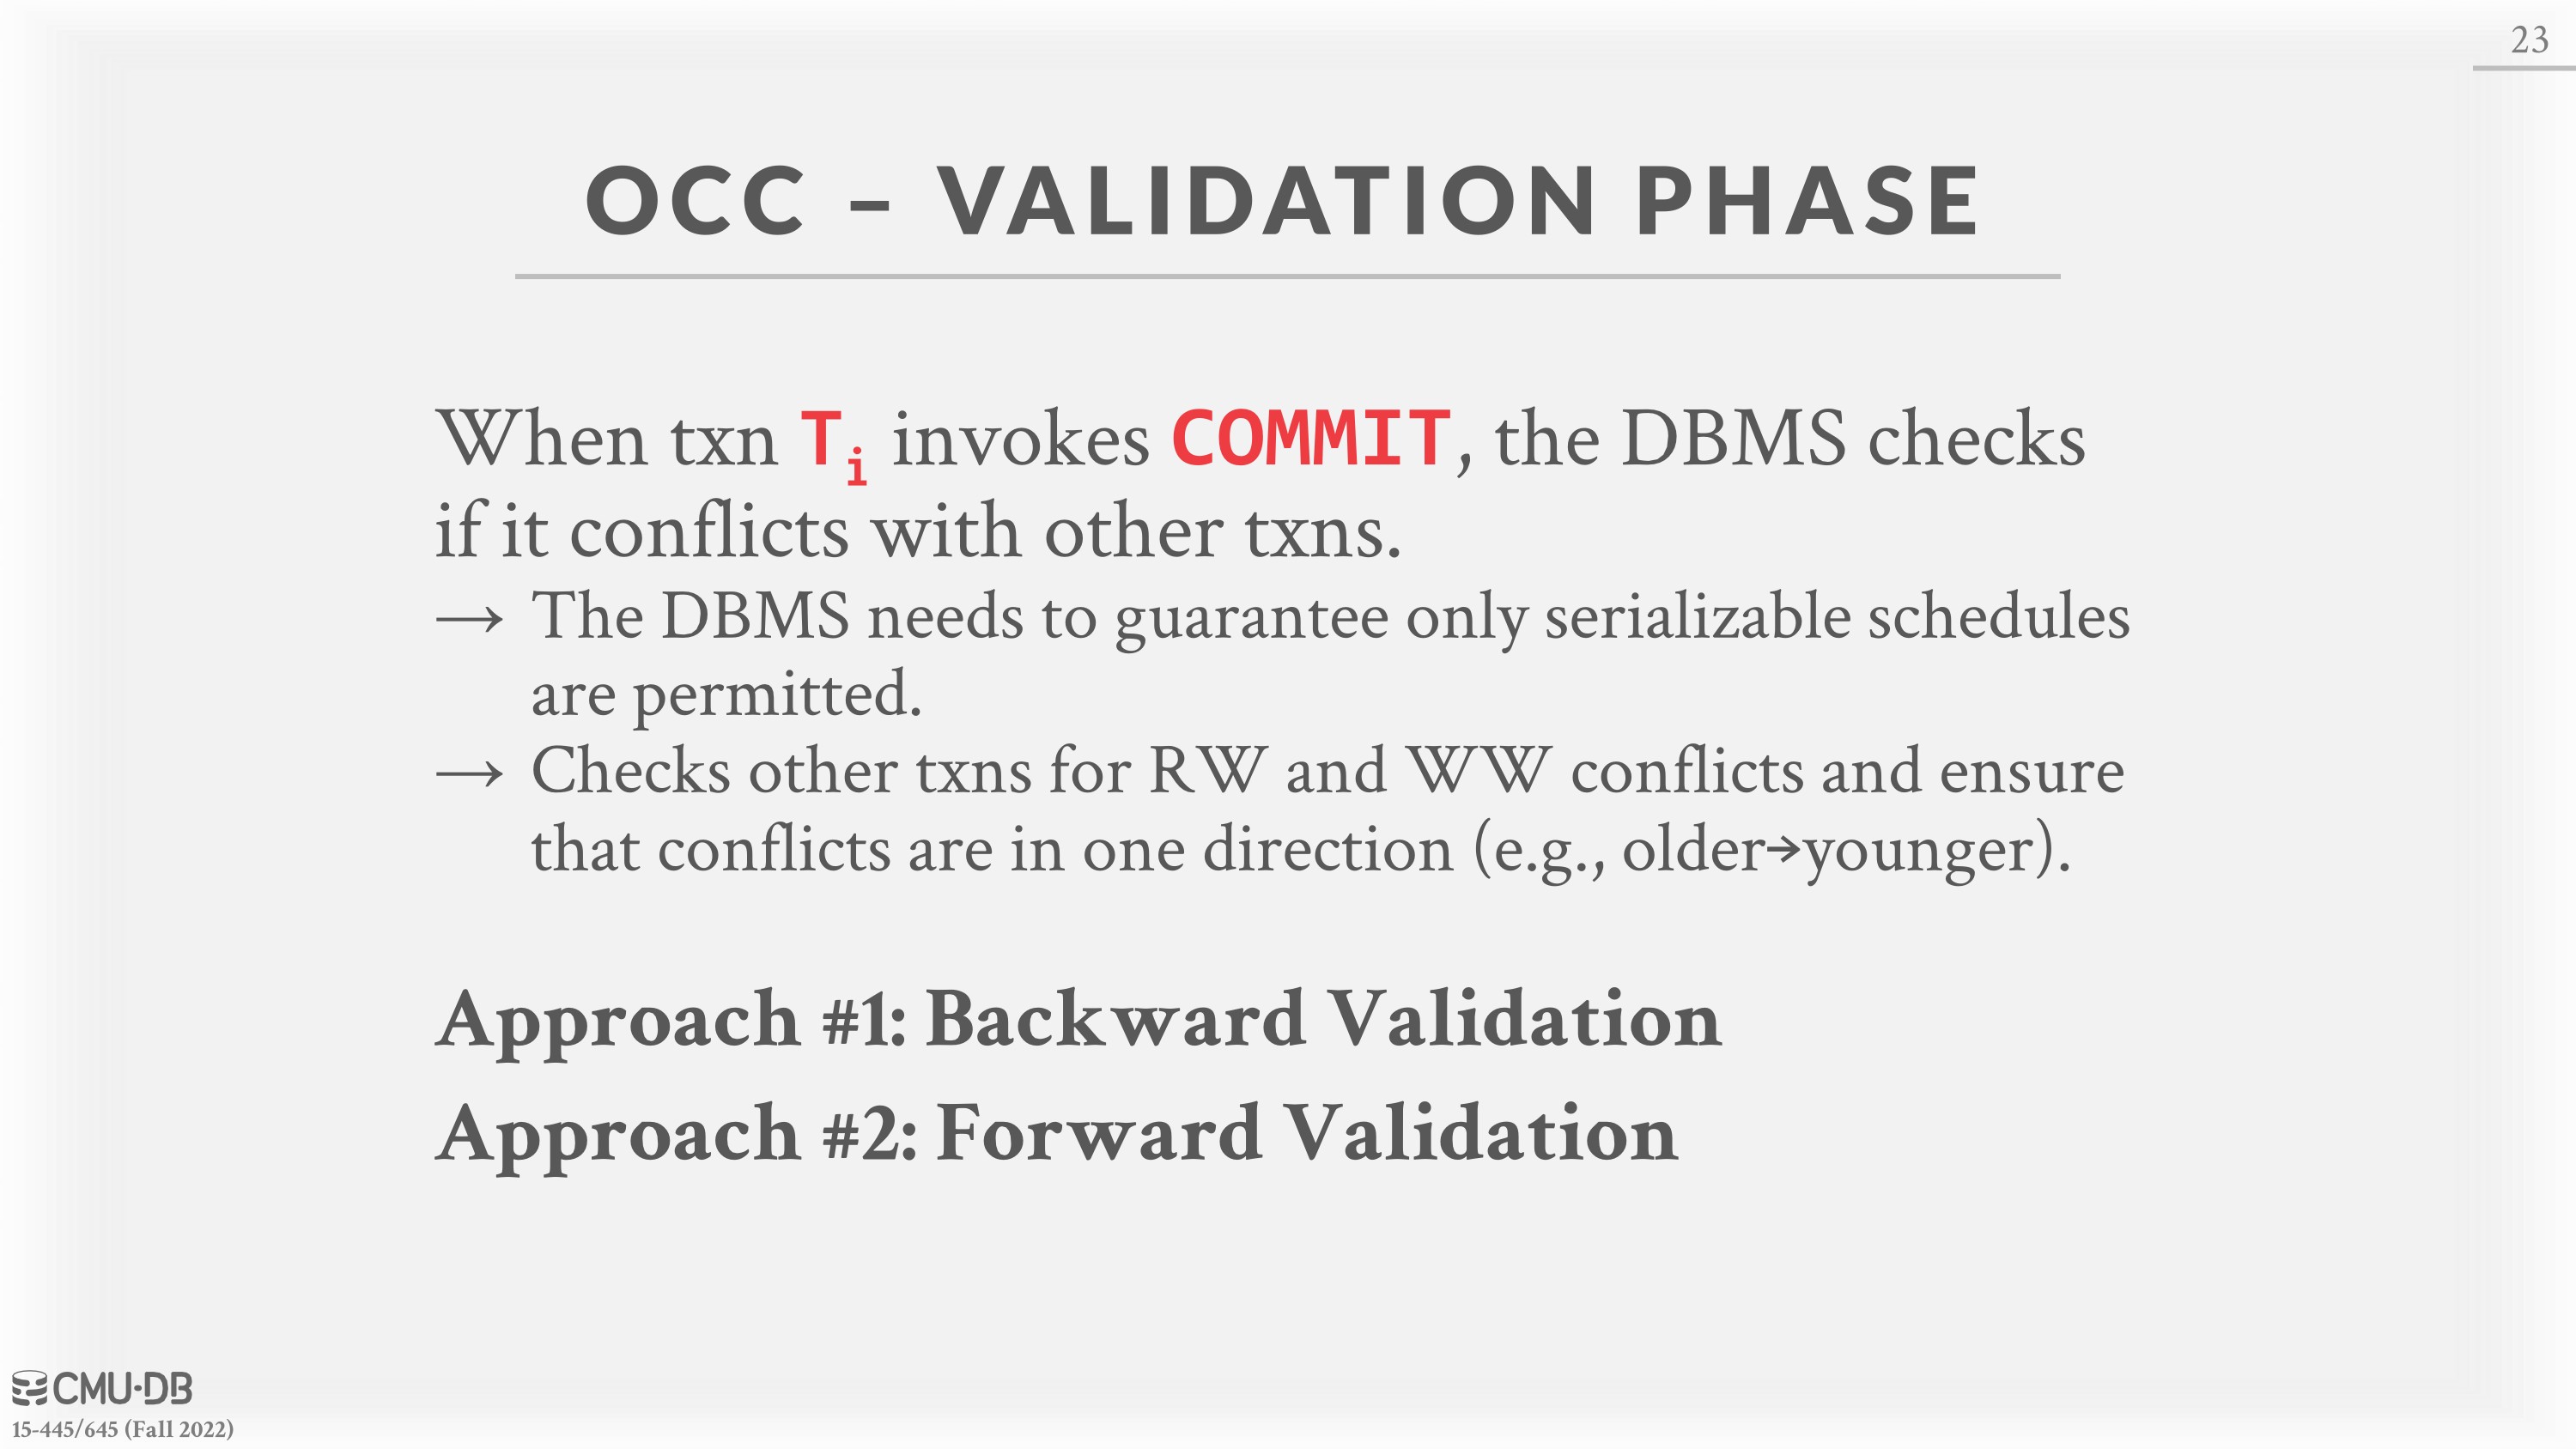 23
OCC – VALIDATION PHASE
When txn Ti invokes COMMIT, the DBMS checks
if it conflicts with other txns.
→ The DBMS needs to guarantee only serializable schedules
are permitted.
→ Checks other txns for RW and WW conflicts and ensure
that conflicts are in one direction (e.g., older→younger).
Approach #1: Backward Validation
Approach #2: Forward Validation
CMU·DB
15-445/645 (Fall 2022)